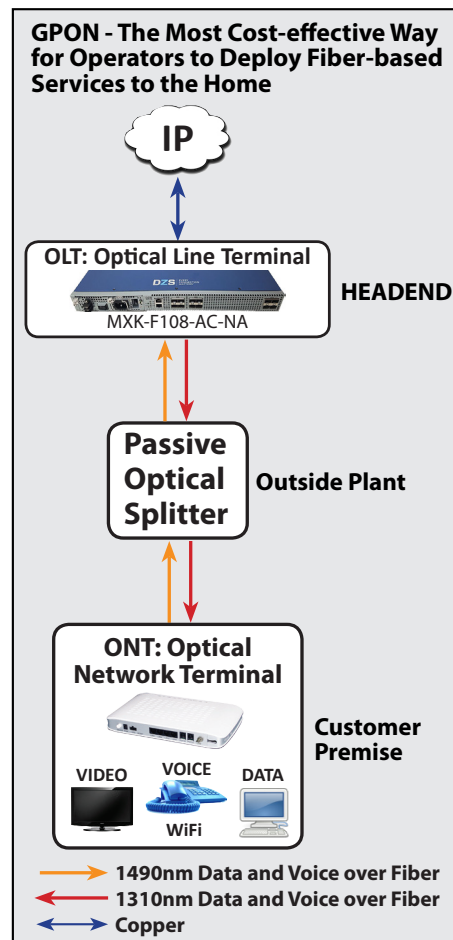 GPON - The Most Cost-effective Way
for Operators to Deploy Fiber-based
Services to the Home
IP
OLT: Optical Line Terminal
DZS
MXK-F108-AC-NA
HEADEND
Passive
Optical
Splitter
Outside Plant
ONT: Optical
Network Terminal
Customer
Premise
VIDEO
VOICE
DATA
WiFi
1490nm Data and Voice over Fiber
1310nm Data and Voice over Fiber
Copper